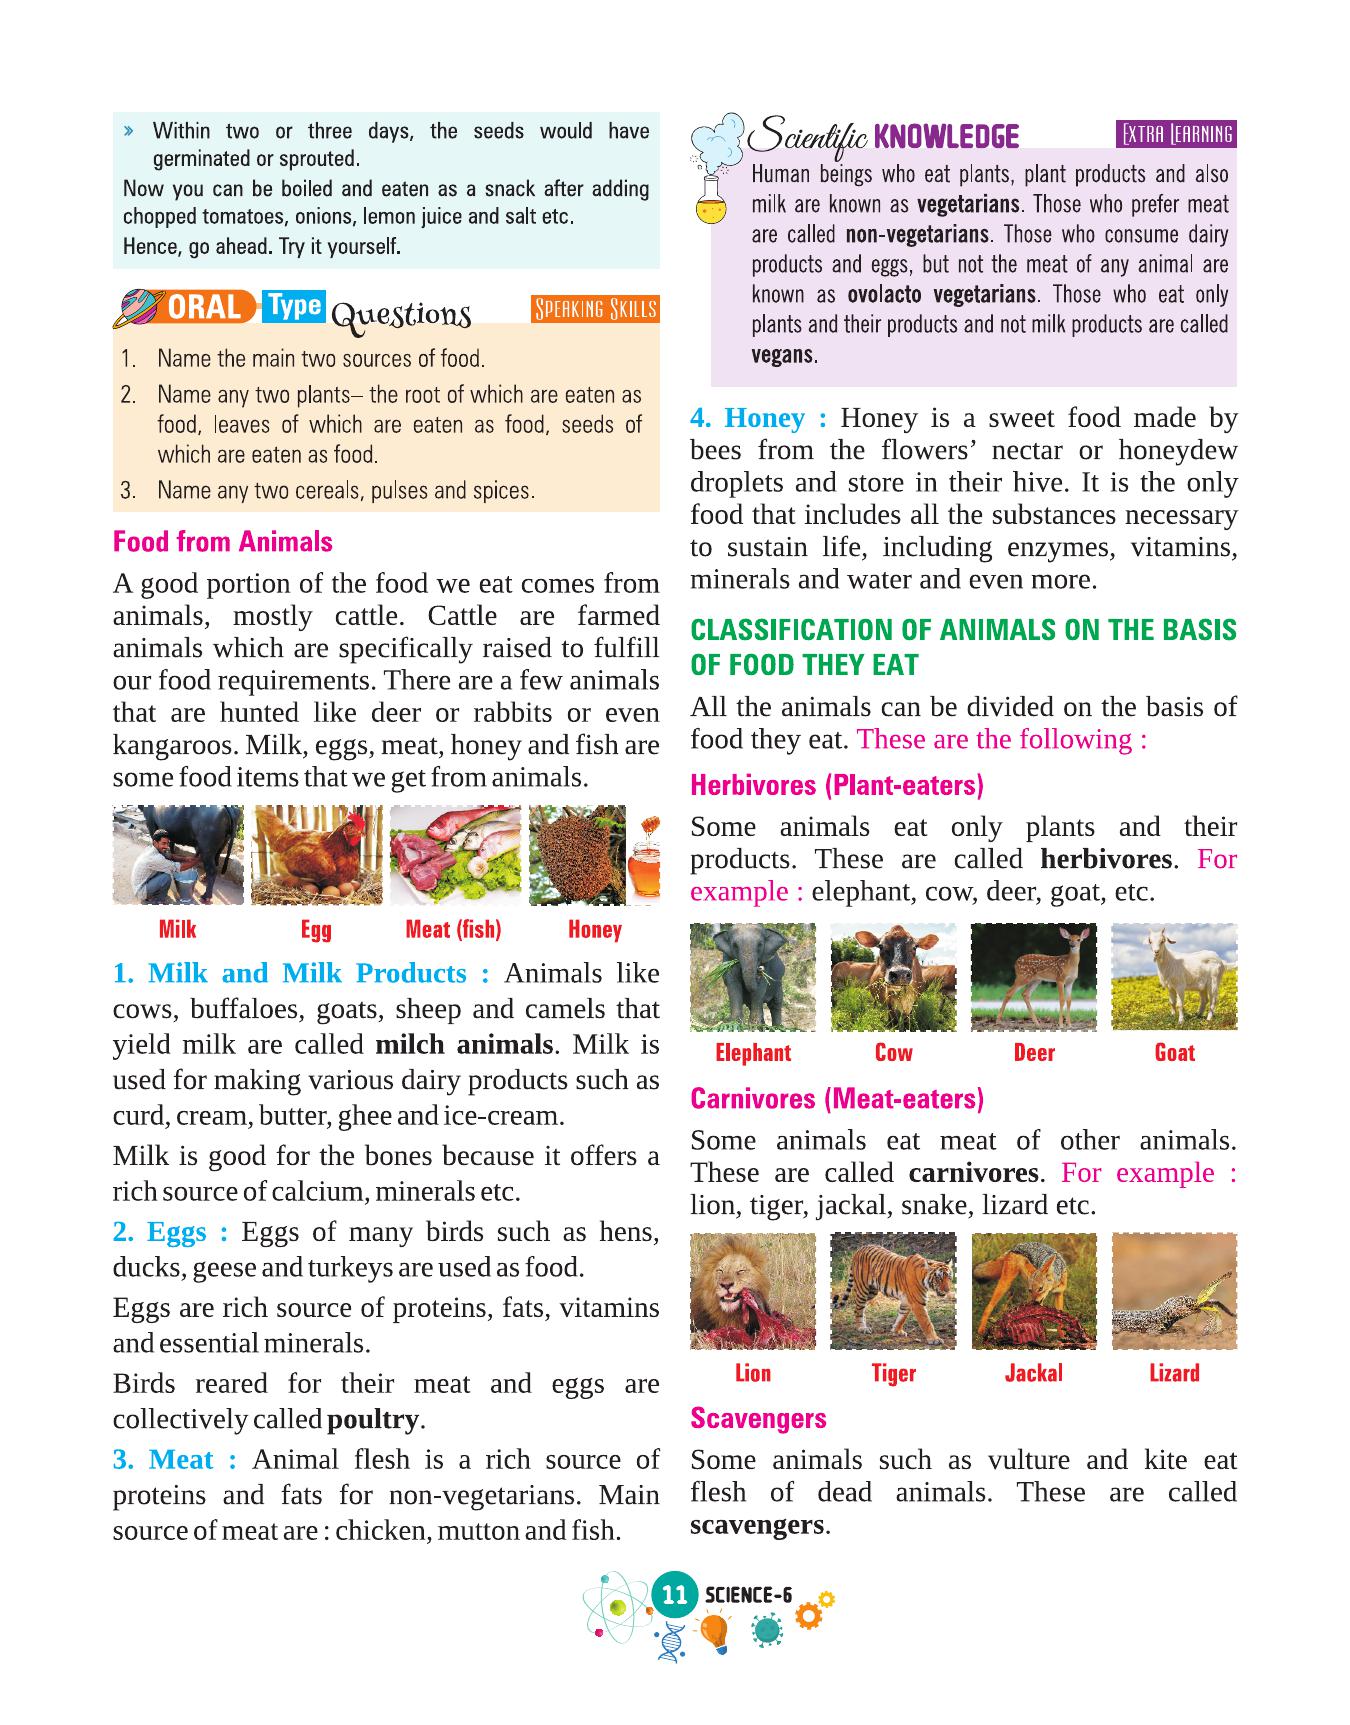 » Within two or three days, the seeds would have
germinated or sprouted.
Now you can be boiled and eaten as a snack after adding
chopped tomatoes, onions, lemon juice and salt etc.
Hence, go ahead. Try it yourself.
ORAL Type Questions SPEAKING SKILLS
1. Name the main two sources of food.
2. Name any two plants– the root of which are eaten as
food, leaves of which are eaten as food, seeds of
which are eaten as food.
3. Name any two cereals, pulses and spices.
Food from Animals
A good portion of the food we eat comes from
animals, mostly cattle. Cattle are farmed
animals which are specifically raised to fulfill
our food requirements. There are a few animals
that are hunted like deer or rabbits or even
kangaroos. Milk, eggs, meat, honey and fish are
some food items that we get from animals.
Milk Egg Meat (fish) Honey
1. Milk and Milk Products : Animals like
cows, buffaloes, goats, sheep and camels that
yield milk are called milch animals. Milk is
used for making various dairy products such as
curd, cream, butter, ghee and ice-cream.
Milk is good for the bones because it offers a
rich source of calcium, minerals etc.
2. Eggs : Eggs of many birds such as hens,
ducks, geese and turkeys are used as food.
Eggs are rich source of proteins, fats, vitamins
and essential minerals.
Birds reared for their meat and eggs are
collectively called poultry.
3. Meat : Animal flesh is a rich source of
proteins and fats for non-vegetarians. Main
source of meat are : chicken, mutton and fish.
Scientific KNOWLEDGE EXTRA LEARNING
Human beings who eat plants, plant products and also
milk are known as vegetarians. Those who prefer meat
are called non-vegetarians. Those who consume dairy
products and eggs, but not the meat of any animal are
known as ovolacto vegetarians. Those who eat only
plants and their products and not milk products are called
vegans.
4. Honey : Honey is a sweet food made by
bees from the flowers’ nectar or honeydew
droplets and store in their hive. It is the only
food that includes all the substances necessary
to sustain life, including enzymes, vitamins,
minerals and water and even more.
CLASSIFICATION OF ANIMALS ON THE BASIS
OF FOOD THEY EAT
All the animals can be divided on the basis of
food they eat. These are the following :
Herbivores (Plant-eaters)
Some animals eat only plants and their
products. These are called herbivores. For
example : elephant, cow, deer, goat, etc.
Elephant Cow Deer Goat
Carnivores (Meat-eaters)
Some animals eat meat of other animals.
These are called carnivores. For example :
lion, tiger, jackal, snake, lizard etc.
Lion Tiger Jackal Lizard
Scavengers
Some animals such as vulture and kite eat
flesh of dead animals. These are called
scavengers.
11 SCIENCE-6